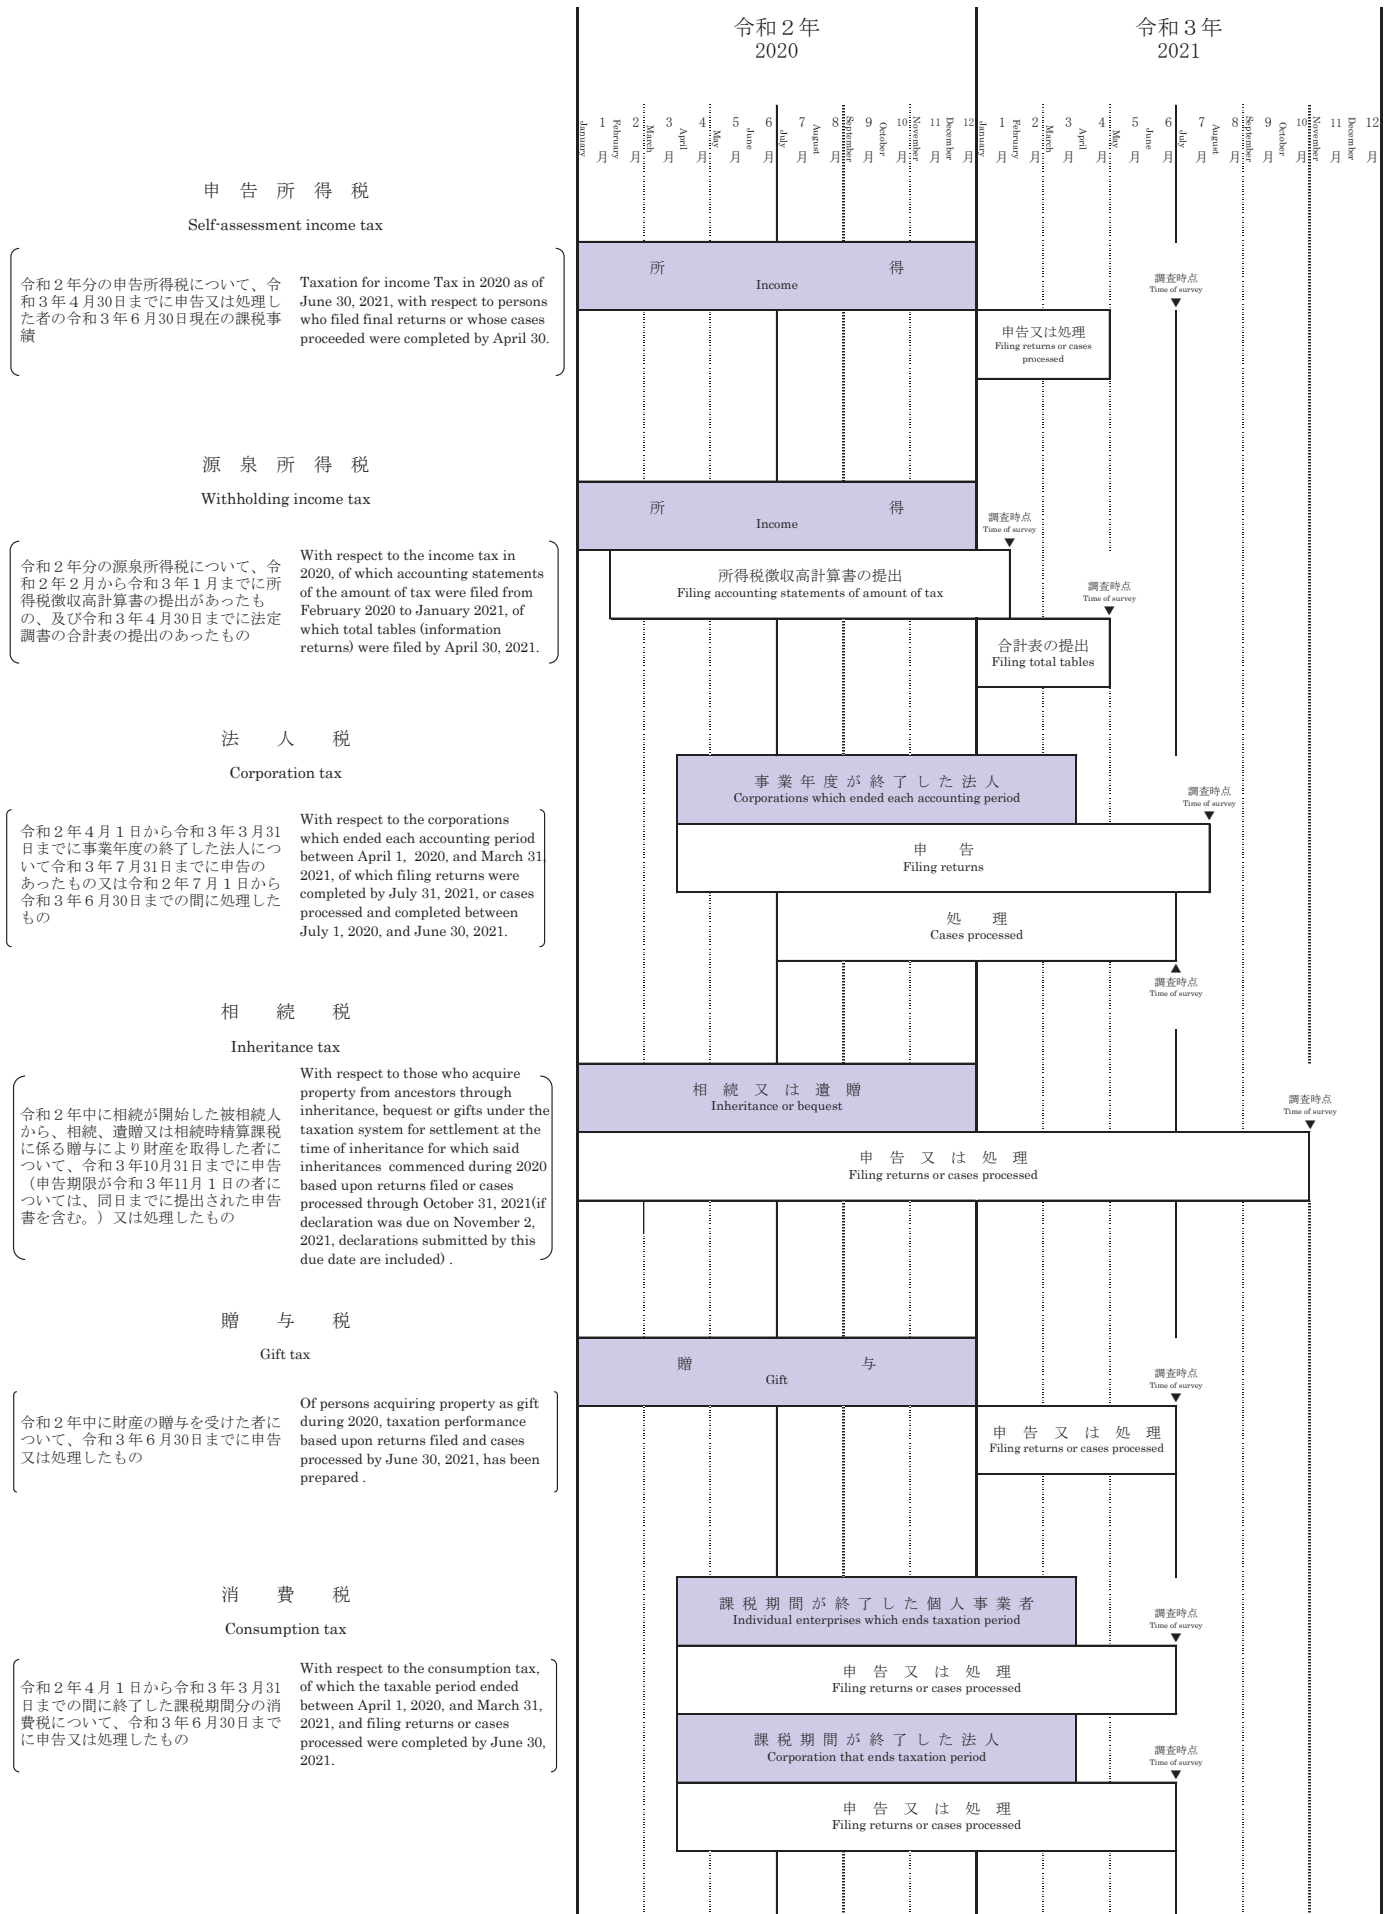 令和２年
2020
令和３年
2021
January
1
月
February
2
月
March
3
月
April
4
月
May
5
月
June
6
月
July
7
月
August
8
月
September
9
月
October
10
月
November
11
月
December
12
月
January
1
月
February
2
月
March
3
月
April
4
月
May
5
月
June
6
月
July
7
月
August
8
月
September
9
月
October
10
月
November
11
月
December
12
月
申 告 所 得 税
Self-assessment income tax
令和２年分の申告所得税について、令
和３年４月30日までに申告又は処理し
た者の令和３年６月30日現在の課税事
績
Taxation for income Tax in 2020 as of
June 30, 2021, with respect to persons
who filed final returns or whose cases
proceeded were completed by April 30.
所 得
Income
調査時点
Time of survey
▼
申告又は処理
Filing returns or cases
processed
源 泉 所 得 税
Withholding income tax
令和２年分の源泉所得税について、令
和２年２月から令和３年１月までに所
得税徴収高計算書の提出があったも
の、及び令和３年４月30日までに法定
調書の合計表の提出のあったもの
With respect to the income tax in
2020, of which accounting statements
of the amount of tax were filed from
February 2020 to January 2021, of
which total tables (information
returns) were filed by April 30, 2021.
所 得
Income
調査時点
Time of survey
▼
所得税徴収高計算書の提出
Filing accounting statements of amount of tax
調査時点
Time of survey
▼
合計表の提出
Filing total tables
法 人 税
Corporation tax
令和２年４月１日から令和３年３月31
日までに事業年度の終了した法人につ
いて令和３年７月31日までに申告の
あったもの又は令和２年７月１日から
令和３年６月30日までの間に処理した
もの
With respect to the corporations
which ended each accounting period
between April 1, 2020, and March 31,
2021, of which filing returns were
completed by July 31, 2021, or cases
processed and completed between
July 1, 2020, and June 30, 2021.
事 業 年 度 が 終 了 し た 法 人
Corporations which ended each accounting period
調査時点
Time of survey
▼
申 告
Filing returns
処 理
Cases processed
▲
調査時点
Time of survey
相 続 税
Inheritance tax
令和２年中に相続が開始した被相続人
から、相続、遺贈又は相続時精算課税
に係る贈与により財産を取得した者に
ついて、令和３年10月31日までに申告
（申告期限が令和３年11月１日の者に
ついては、同日までに提出された申告
書を含む。）又は処理したもの
With respect to those who acquire
property from ancestors through
inheritance, bequest or gifts under the
taxation system for settlement at the
time of inheritance for which said
inheritances commenced during 2020
based upon returns filed or cases
processed through October 31, 2021(if
declaration was due on November 2,
2021, declarations submitted by this
due date are included) .
相 続 又 は 遺 贈
Inheritance or bequest
調査時点
Time of survey
▼
申 告 又 は 処 理
Filing returns or cases processed
贈 与 税
Gift tax
令和２年中に財産の贈与を受けた者に
ついて、令和３年６月30日までに申告
又は処理したもの
Of persons acquiring property as gift
during 2020, taxation performance
based upon returns filed and cases
processed by June 30, 2021, has been
prepared .
贈 与
Gift
調査時点
Time of survey
▼
申 告 又 は 処 理
Filing returns or cases processed
消 費 税
Consumption tax
令和２年４月１日から令和３年３月31
日までの間に終了した課税期間分の消
費税について、令和３年６月30日まで
に申告又は処理したもの
With respect to the consumption tax,
of which the taxable period ended
between April 1, 2020, and March 31,
2021, and filing returns or cases
processed were completed by June 30,
2021.
課 税 期 間 が 終 了 し た 個 人 事 業 者
Individual enterprises which ends taxation period
調査時点
Time of survey
▼
申 告 又 は 処 理
Filing returns or cases processed
課 税 期 間 が 終 了 し た 法 人
Corporation that ends taxation period
調査時点
Time of survey
▼
申 告 又 は 処 理
Filing returns or cases processed